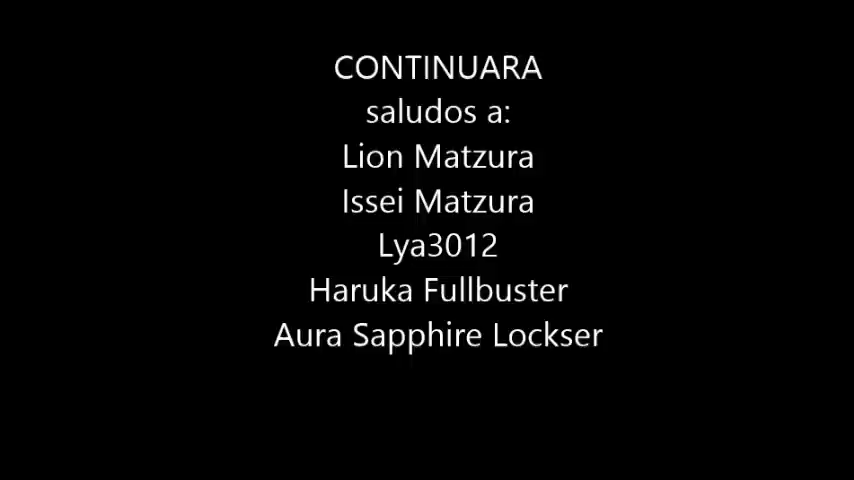 CONTINUARA
saludos a:
Lion Matzura
Issei Matzura
Lya3012
Haruka Fullbuster
Aura Sapphire Lockser